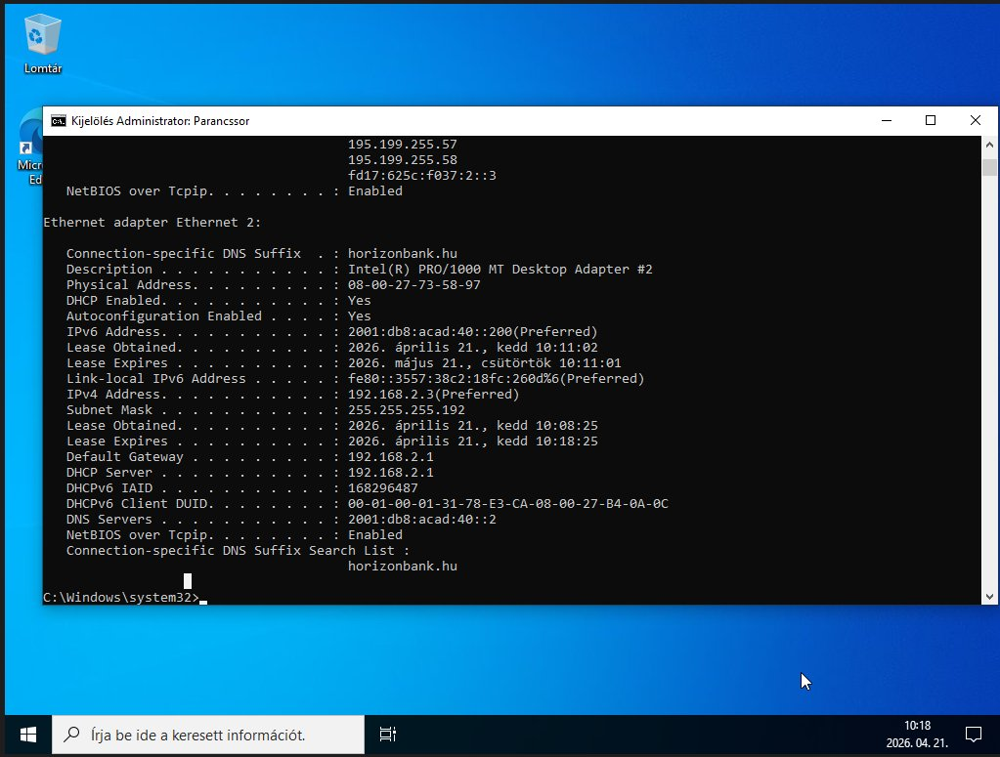 Lomtár
Kijelölés Administrator: Parancssor
Micr
Ed
195.199.255.57
195.199.255.58
fd17:625c:f037:2::3
NetBIOS over Tcpip. . . . . . . . : Enabled
Ethernet adapter Ethernet 2:
Connection-specific DNS Suffix  . : horizonbank.hu
Description . . . . . . . . . . . : Intel(R) PRO/1000 MT Desktop Adapter #2
Physical Address. . . . . . . . . : 08-00-27-73-58-97
DHCP Enabled. . . . . . . . . . . : Yes
Autoconfiguration Enabled . . . . : Yes
IPv6 Address. . . . . . . . . . . : 2001:db8:acad:40::200(Preferred)
Lease Obtained. . . . . . . . . . : 2026. április 21., kedd 10:11:02
Lease Expires . . . . . . . . . . : 2026. május 21., csütörtök 10:11:01
Link-local IPv6 Address . . . . . : fe80::3557:38c2:18fc:260d%6(Preferred)
IPv4 Address. . . . . . . . . . . : 192.168.2.3(Preferred)
Subnet Mask . . . . . . . . . . . : 255.255.255.192
Lease Obtained. . . . . . . . . . : 2026. április 21., kedd 10:08:25
Lease Expires . . . . . . . . . . : 2026. április 21., kedd 10:18:25
Default Gateway . . . . . . . . . : 192.168.2.1
DHCP Server . . . . . . . . . . . : 192.168.2.1
DHCPv6 IAID . . . . . . . . . . . : 168296487
DHCPv6 Client DUID. . . . . . . . : 00-01-00-01-31-78-E3-CA-08-00-27-B4-0A-0C
DNS Servers . . . . . . . . . . . : 2001:db8:acad:40::2
NetBIOS over Tcpip. . . . . . . . : Enabled
Connection-specific DNS Suffix Search List :
horizonbank.hu
C:\Windows\system32>
Írja be ide a keresett információt.
10:18
2026. 04. 21.